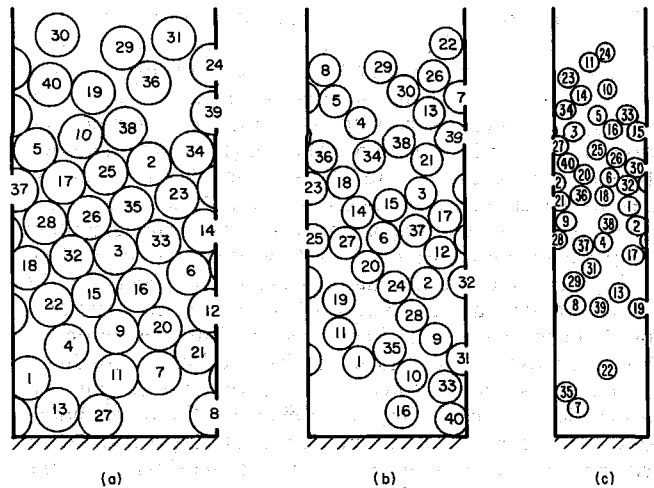 30 29 31 24
40 19 36 39
10 38
5 25 2 34
37 17 35 23
28 26 33 14
18 32 3 6
22 15 16 12
4 9 20 21
1 11 7
13 27 8
22
8 29 26
5 30 13 7
4 38 39
36 34 21
23 18 3
14 15 17
25 27 6 37 12
20 2 32
19 24 28
11 35 9 31
1 10 33
16 40
24
11
23 14 10
34 5 33
3 16 15
27 25 26
40 20 6 30
2 36 18 32
21 1
9 38 2
28 37 4 17
31
29 13
8 39 19
22
35
7
(a) (b) (c)